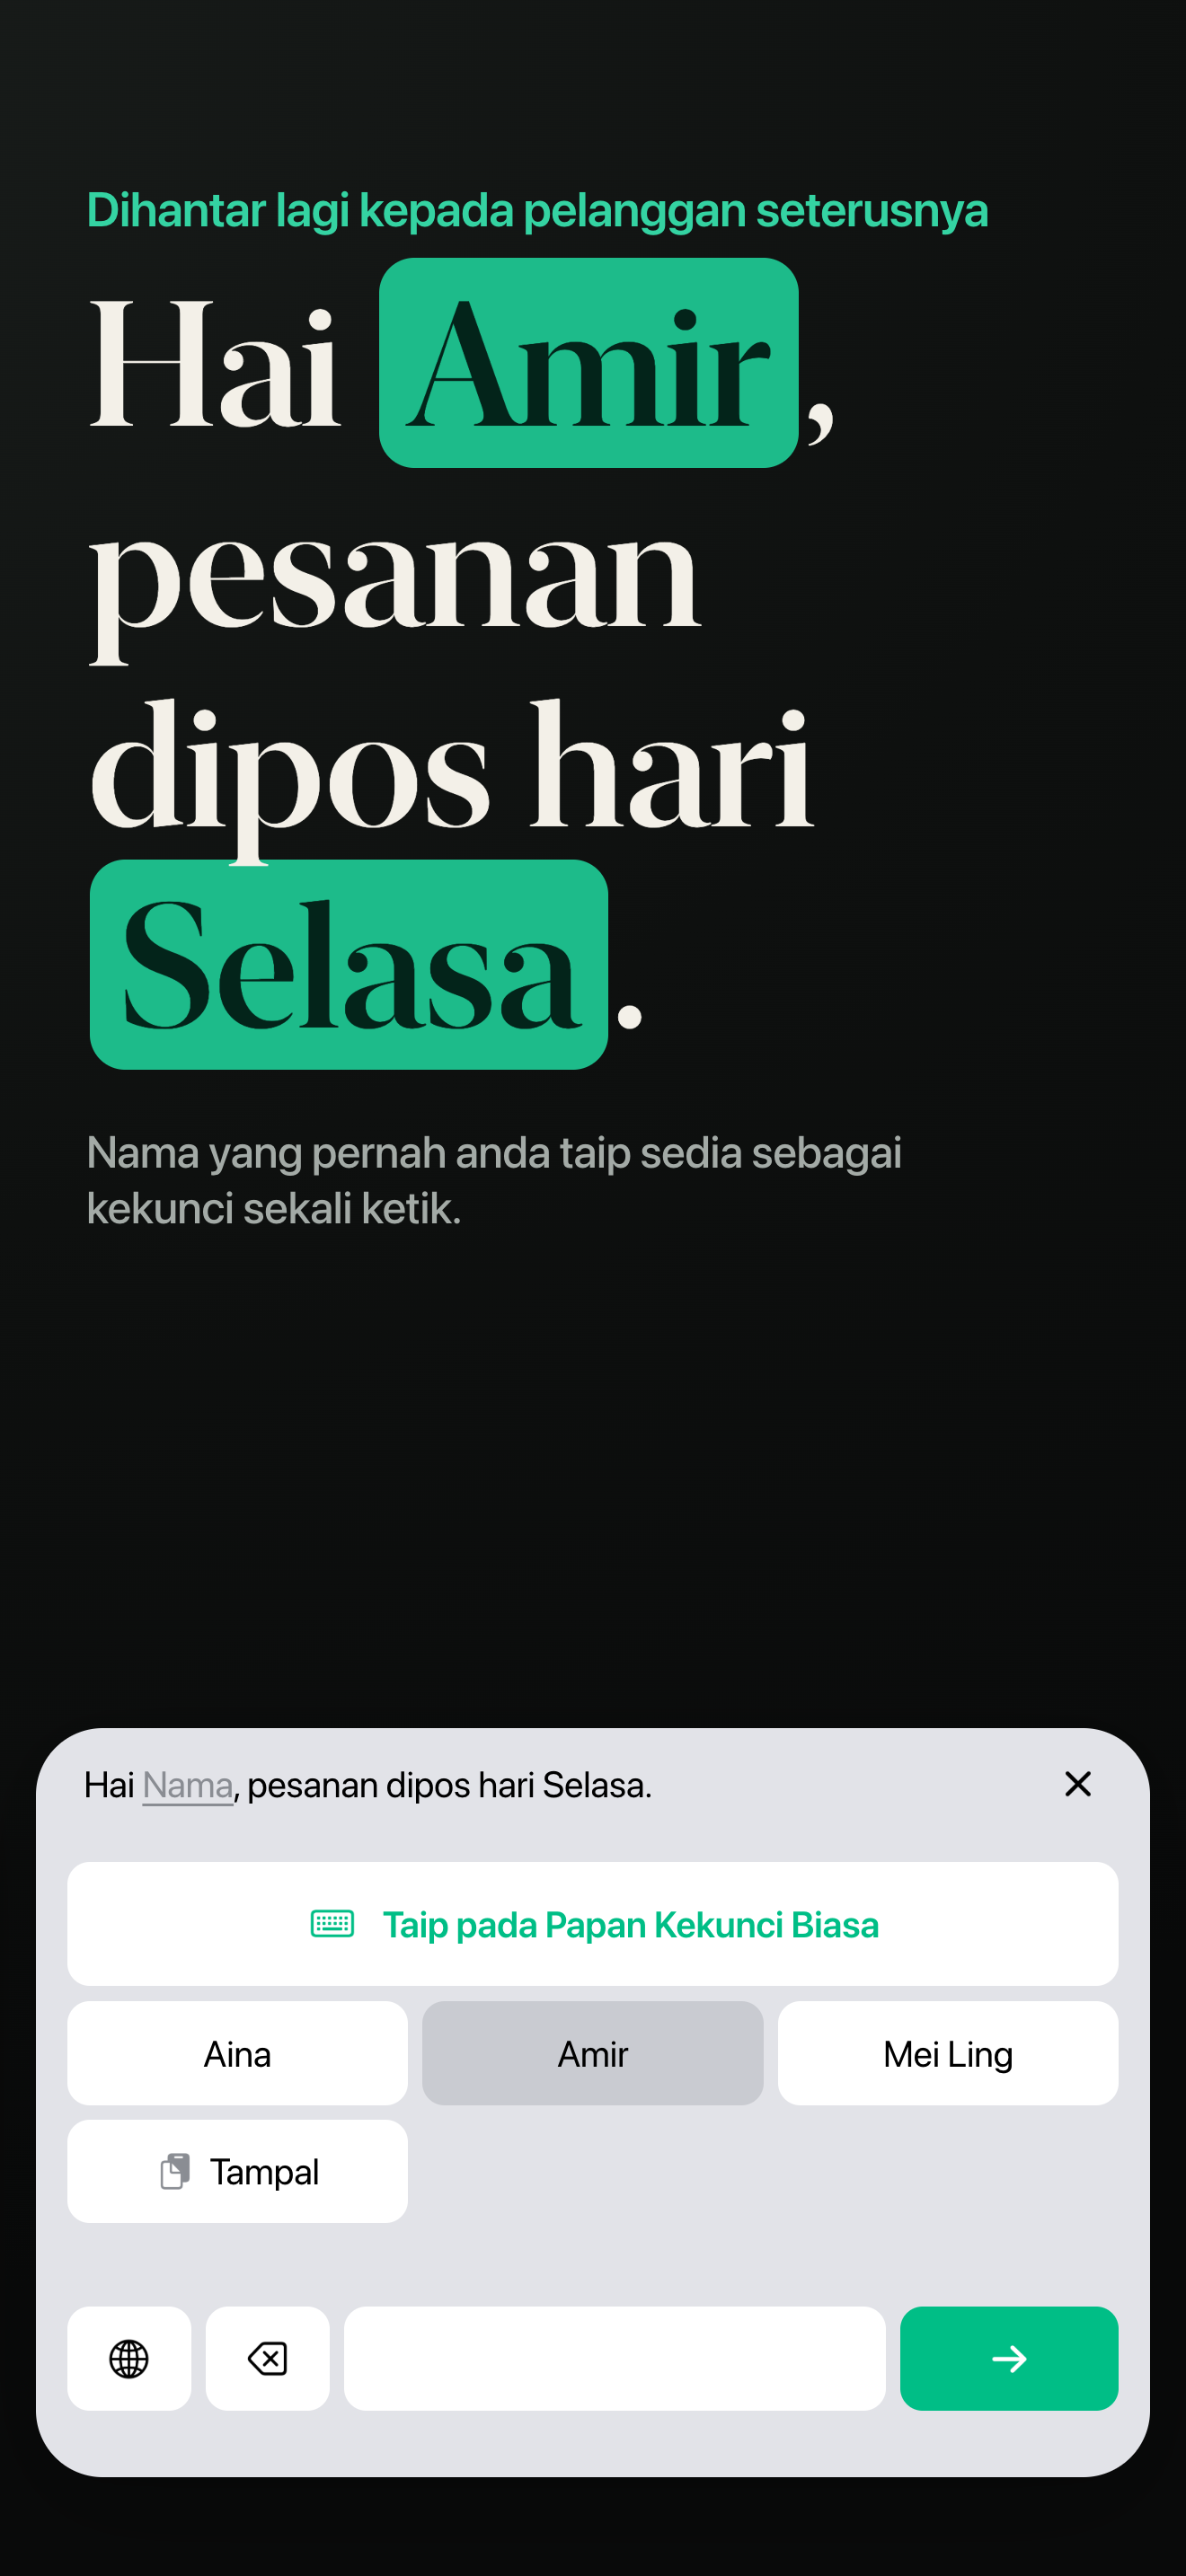 Dihantar lagi kepada pelanggan seterusnya
Hai Amir,
pesanan
dipos hari
Selasa.
Nama yang pernah anda taip sedia sebagai
kekunci sekali ketik.
Hai Nama, pesanan dipos hari Selasa.
Taip pada Papan Kekunci Biasa
Aina
Amir
Mei Ling
Tampal